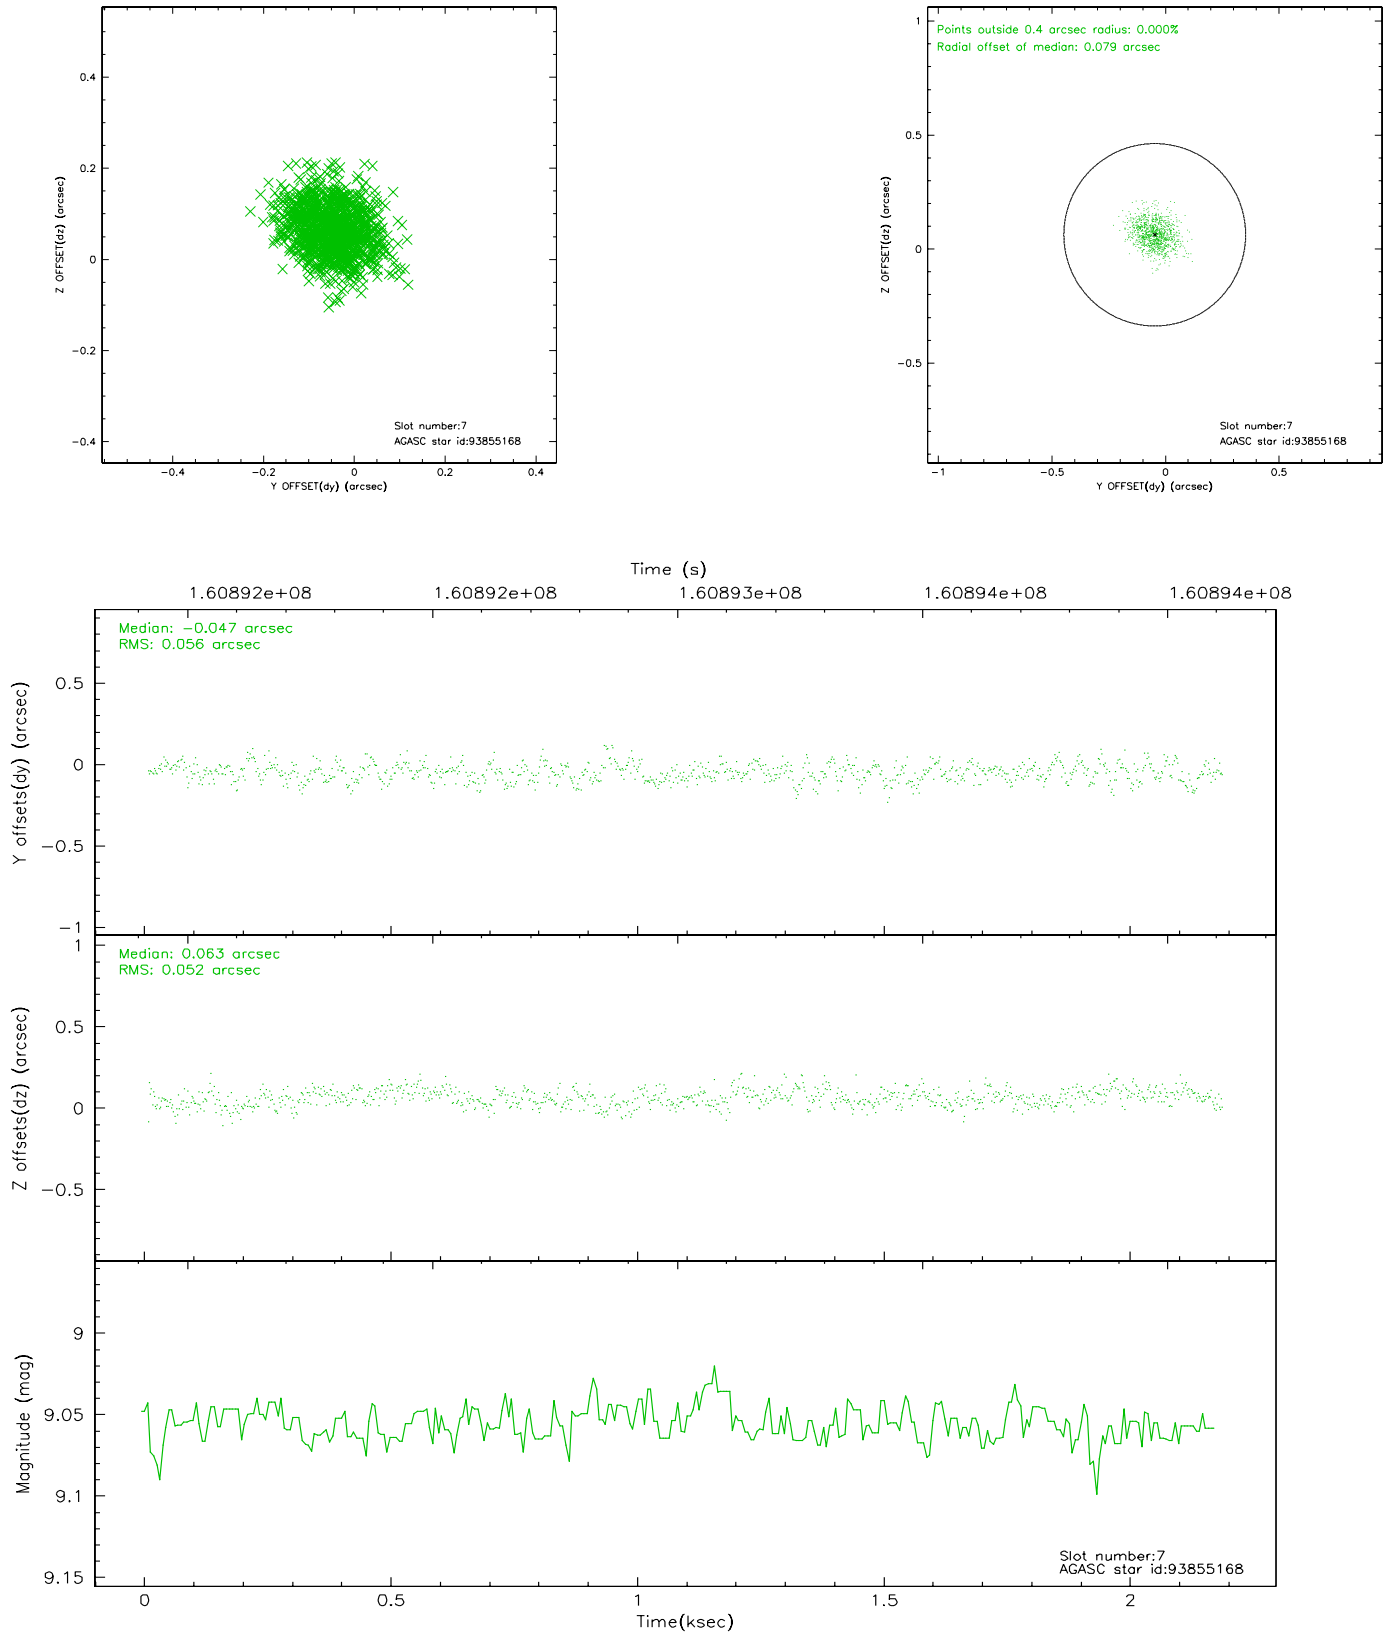 0.4
0.2
0
−0.2
−0.4
Z OFFSET(dz) (arcsec)
Slot number:7
AGASC star id:93855168
−0.4 −0.2 0 0.2 0.4
Y OFFSET(dy) (arcsec)
1
0.5
0
−0.5
Z OFFSET(dz) (arcsec)
Points outside 0.4 arcsec radius: 0.000%
Radial offset of median: 0.079 arcsec
Slot number:7
AGASC star id:93855168
−1 −0.5 0 0.5
Y OFFSET(dy) (arcsec)
Time (s)
1.60892e+08 1.60892e+08 1.60893e+08 1.60894e+08 1.60894e+08
Median: −0.047 arcsec
RMS: 0.056 arcsec
0.5
0
−0.5
−1
Y offsets(dy) (arcsec)
Median: 0.063 arcsec
RMS: 0.052 arcsec
1
0.5
0
−0.5
Z offsets(dz) (arcsec)
9
9.05
9.1
9.15
Magnitude (mag)
Slot number:7
AGASC star id:93855168
0 0.5 1 1.5 2
Time(ksec)